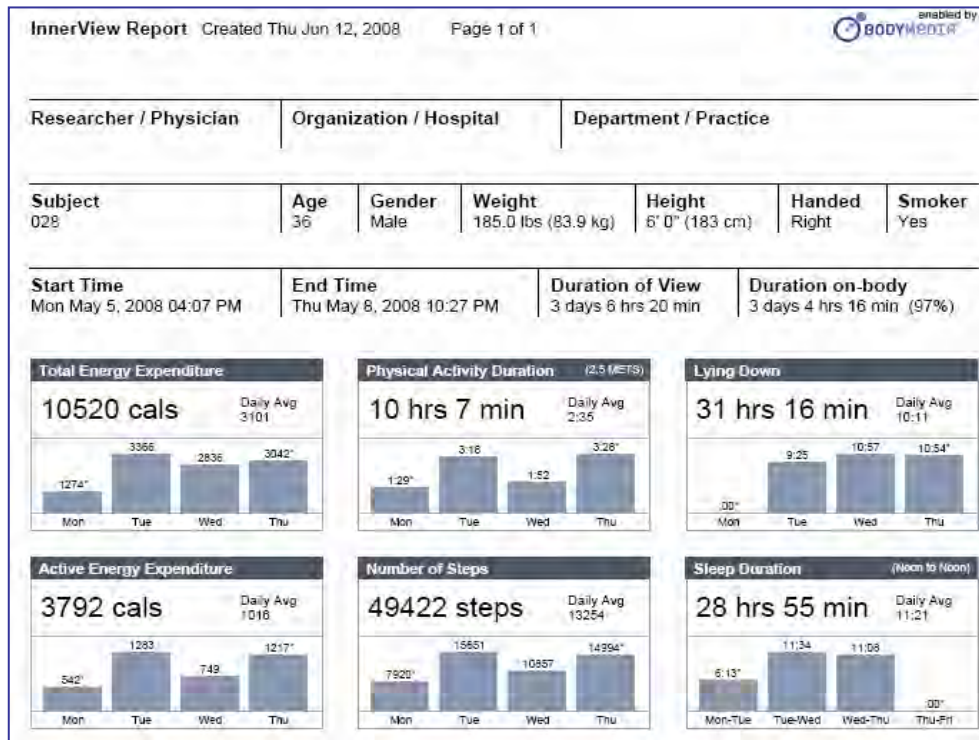 InnerView Report Created Thu Jun 12, 2008 Page 1 of 1
enabled by
BODYMEDIA
Researcher / Physician Organization / Hospital Department / Practice
Subject Age Gender Weight Height Handed Smoker
028 36 Male 185.0 lbs (83.9 kg) 6' 0" (183 cm) Right Yes
Start Time End Time Duration of View Duration on-body
Mon May 5, 2008 04:07 PM Thu May 8, 2008 10:27 PM 3 days 6 hrs 20 min 3 days 4 hrs 16 min (97%)
Total Energy Expenditure
10520 cals Daily Avg
3101
1274* 3366 2836 3042*
Mon Tue Wed Thu
Physical Activity Duration (2.5 METS)
10 hrs 7 min Daily Avg
2:35
1:29* 3:18 1:52 3:28*
Mon Tue Wed Thu
Lying Down
31 hrs 16 min Daily Avg
10:11
:00* 9:25 10:57 10:54*
Mon Tue Wed Thu
Active Energy Expenditure
3792 cals Daily Avg
1018
542* 1283 749 1217*
Mon Tue Wed Thu
Number of Steps
49422 steps Daily Avg
13254
7920* 15651 10857 14994*
Mon Tue Wed Thu
Sleep Duration (Noon to Noon)
28 hrs 55 min Daily Avg
11:21
6:13* 11:34 11:08 :00*
Mon-Tue Tue-Wed Wed-Thu Thu-Fri